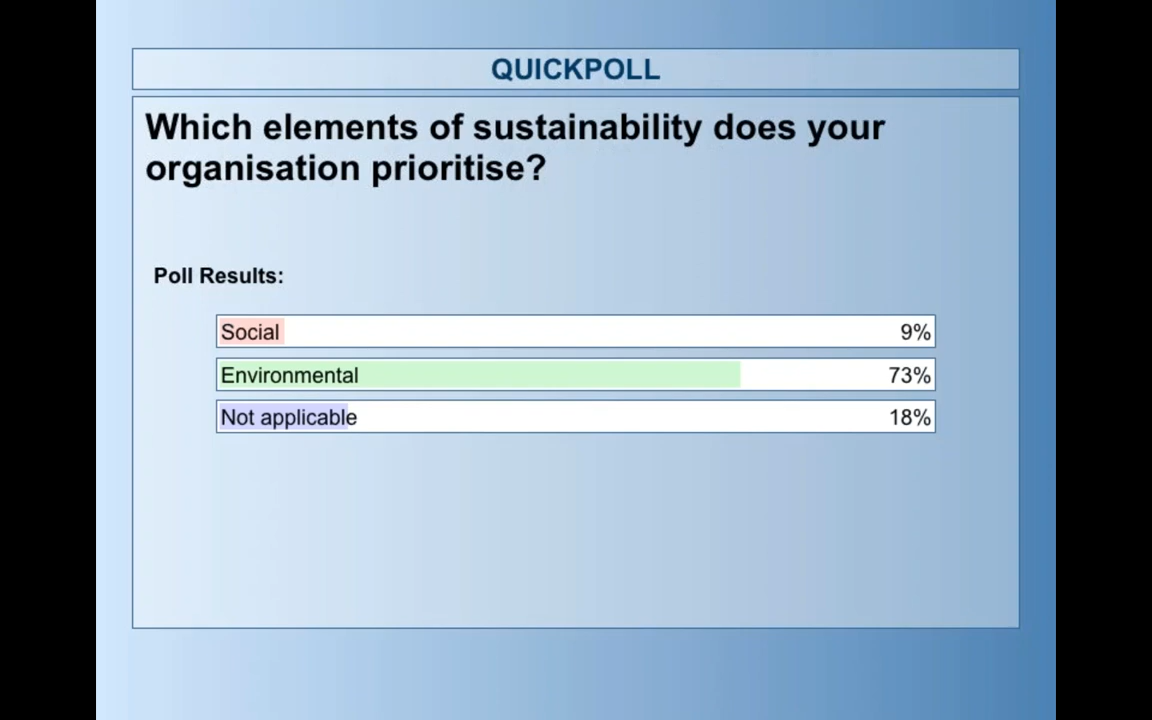 QUICKPOLL
Which elements of sustainability does your
organisation prioritise?
Poll Results:
Social 9%
Environmental 73%
Not applicable 18%